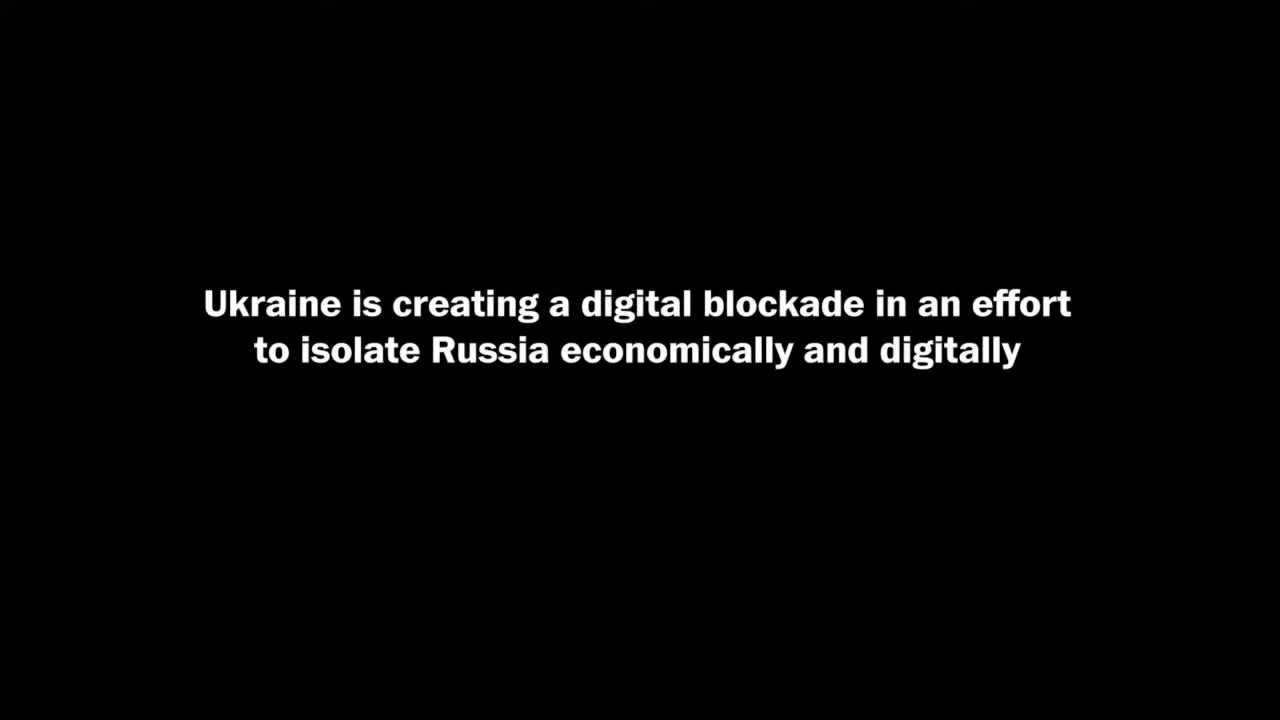 Ukraine is creating a digital blockade in an effort
to isolate Russia economically and digitally